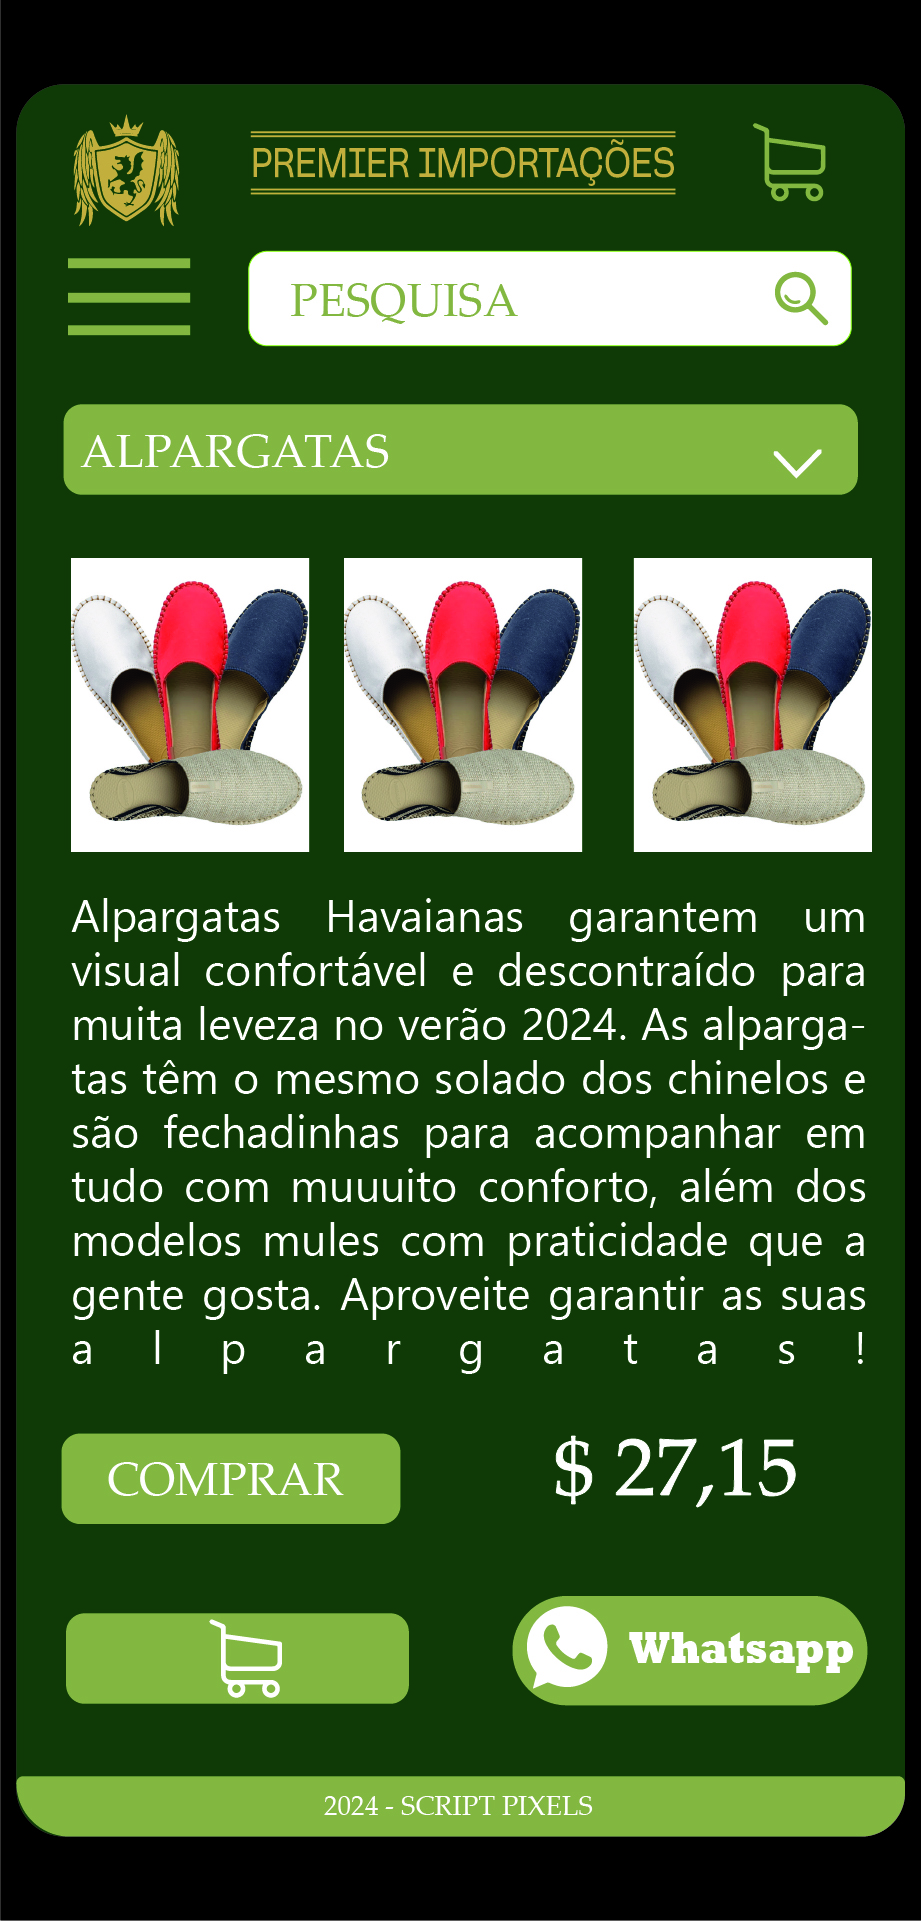 PREMIER IMPORTAÇÕES
PESQUISA
ALPARGATAS
Alpargatas Havaianas garantem um
visual confortável e descontraído para
muita leveza no verão 2024. As alparga-
tas têm o mesmo solado dos chinelos e
são fechadinhas para acompanhar em
tudo com muuuito conforto, além dos
modelos mules com praticidade que a
gente gosta. Aproveite garantir as suas
alpargatas!
COMPRAR
$ 27,15
Whatsapp
2024 - SCRIPT PIXELS